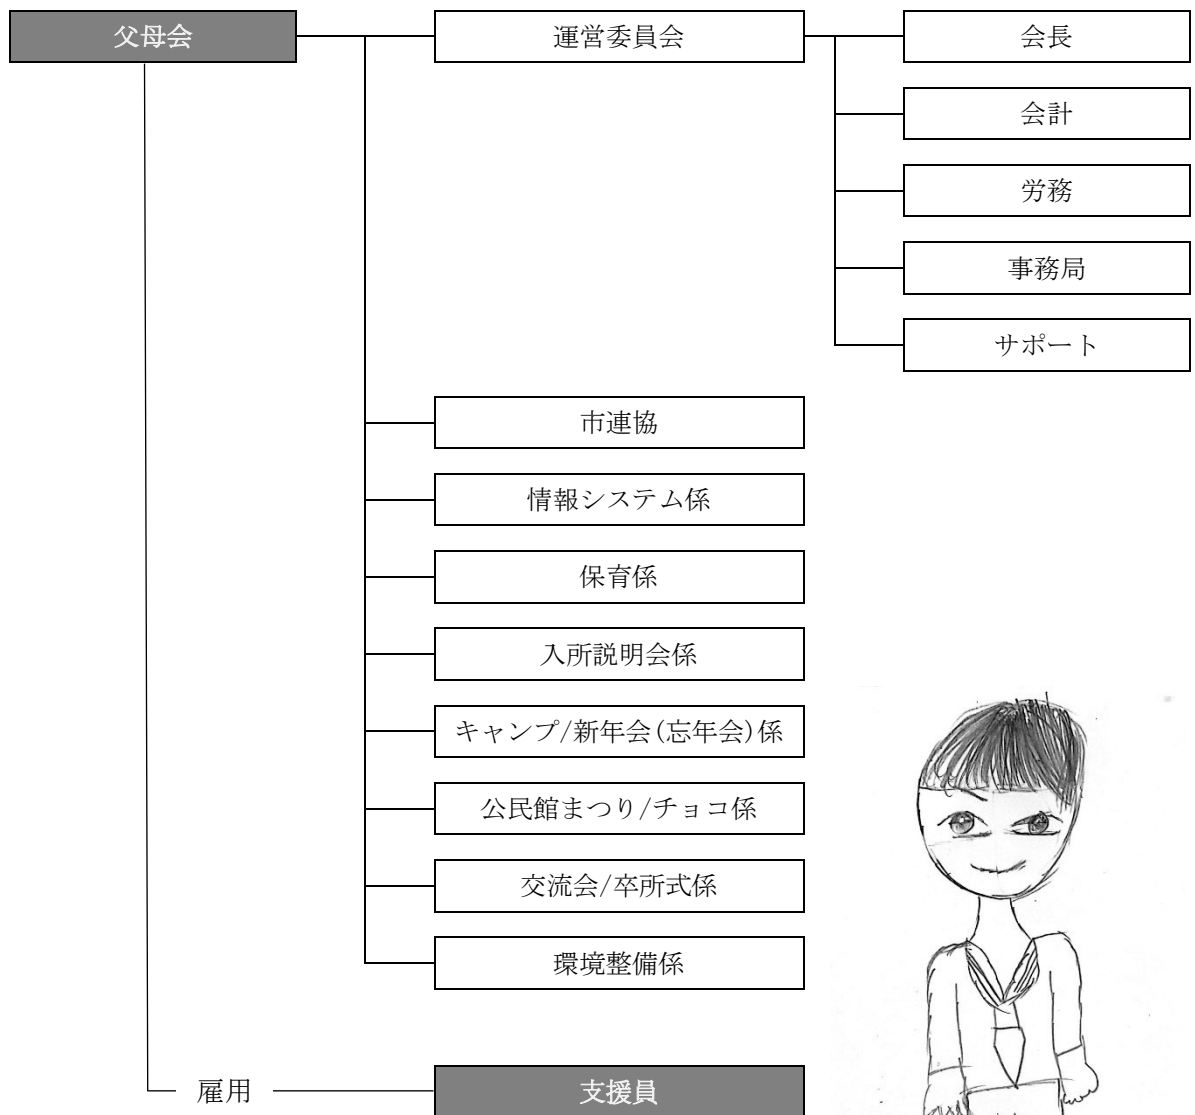 父母会
運営委員会
会長
会計
労務
事務局
サポート
市連協
情報システム係
保育係
入所説明会係
キャンプ/新年会(忘年会)係
公民館まつり/チョコ係
交流会/卒所式係
環境整備係
雇用
支援員